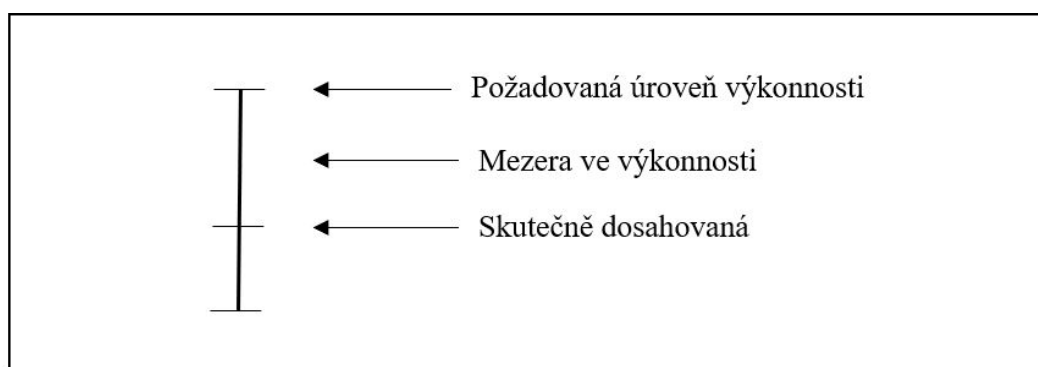 Požadovaná úroveň výkonnosti
Mezera ve výkonnosti
Skutečně dosahovaná